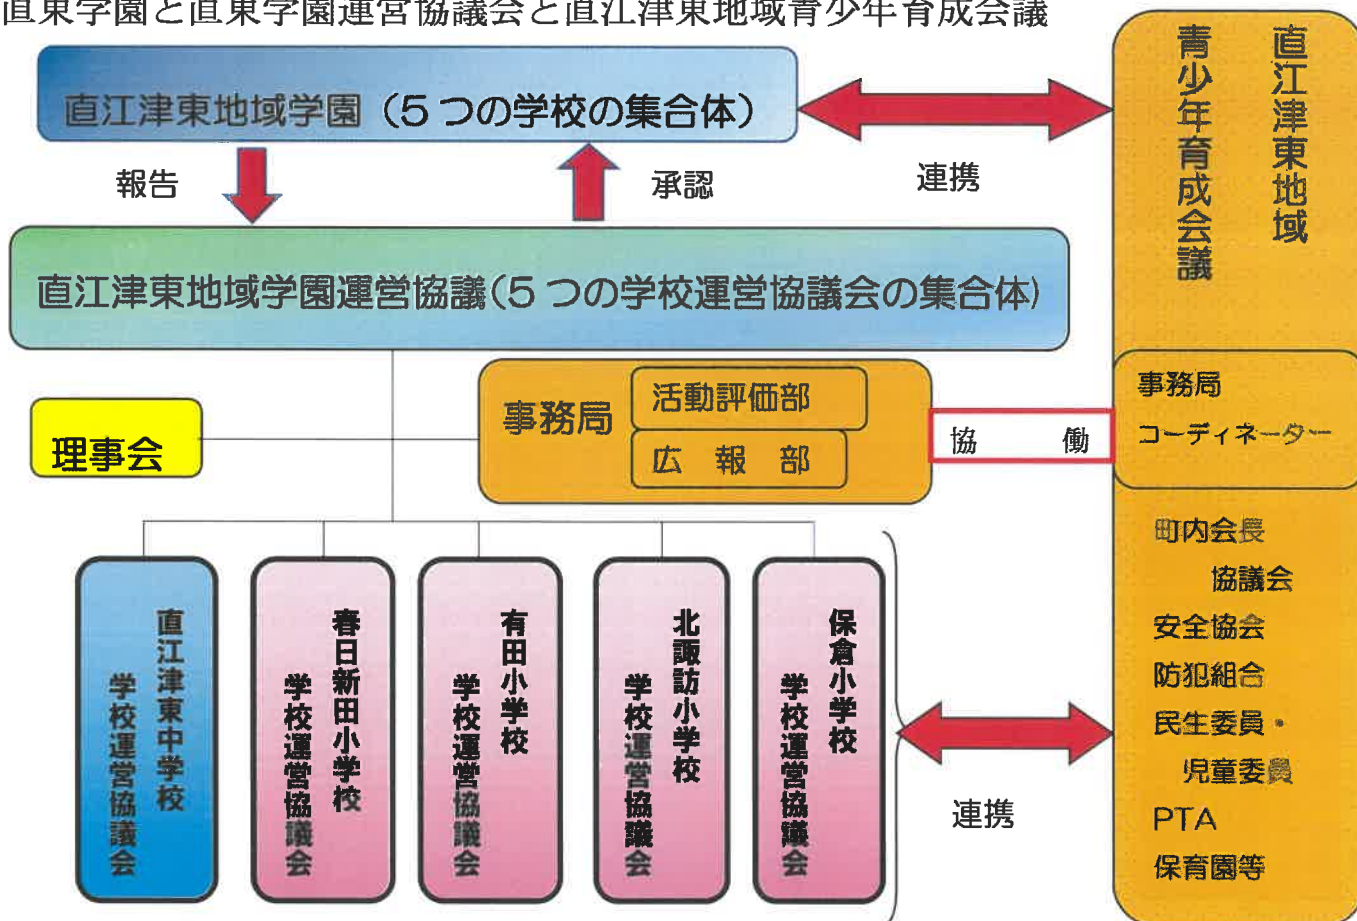 直東学園と直東学園運営協議会と直江津東地域青少年育成会議
直江津東地域学園(5つの学校の集合体)
報告
承認
連携
直江津東地域学園運営協議(5つの学校運営協議会の集合体)
理事会
事務局
活動評価部
広 報 部
協 働
直江津東地域
青少年育成会議
事務局
コーディネーター
町内会長
協議会
安全協会
防犯組合
民生委員・
児童委員
PTA
保育園等
直江津東中学校
学校運営協議会
春日新田小学校
学校運営協議会
有田小学校
学校運営協議会
北諏訪小学校
学校運営協議会
保倉小学校
学校運営協議会
連携